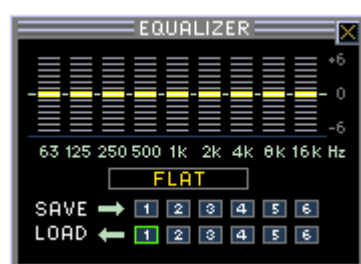 EQUALIZER
+6
0
-6
63 125 250 500 1k 2k 4k 8k 16k Hz
FLAT
SAVE 1 2 3 4 5 6
LOAD 1 2 3 4 5 6